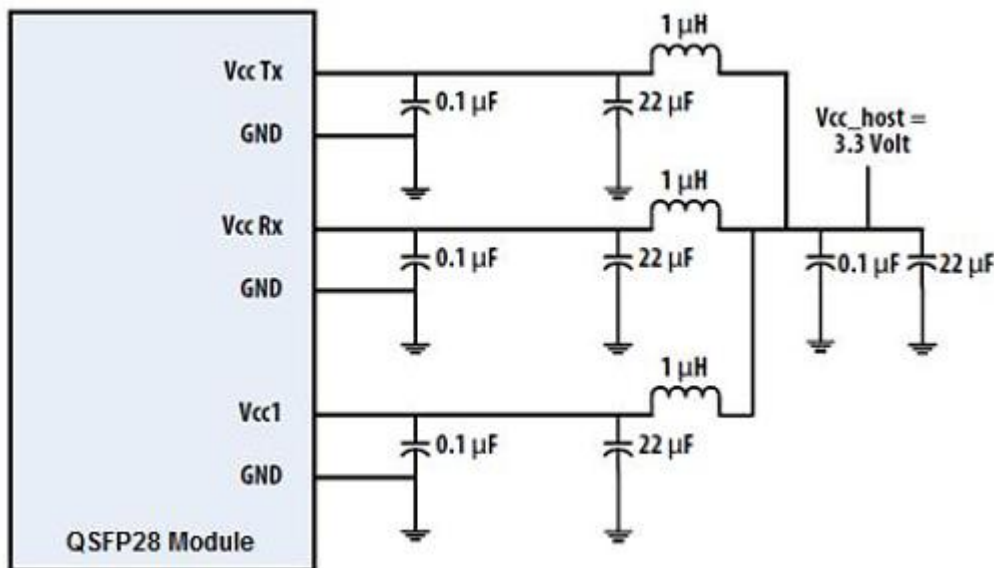 1 µH
Vcc Tx
0.1 µF
22 µF
GND
Vcc_host =
3.3 Volt
1 µH
Vcc Rx
0.1 µF
22 µF
0.1 µF
22 µF
GND
1 µH
Vcc1
0.1 µF
22 µF
GND
QSFP28 Module